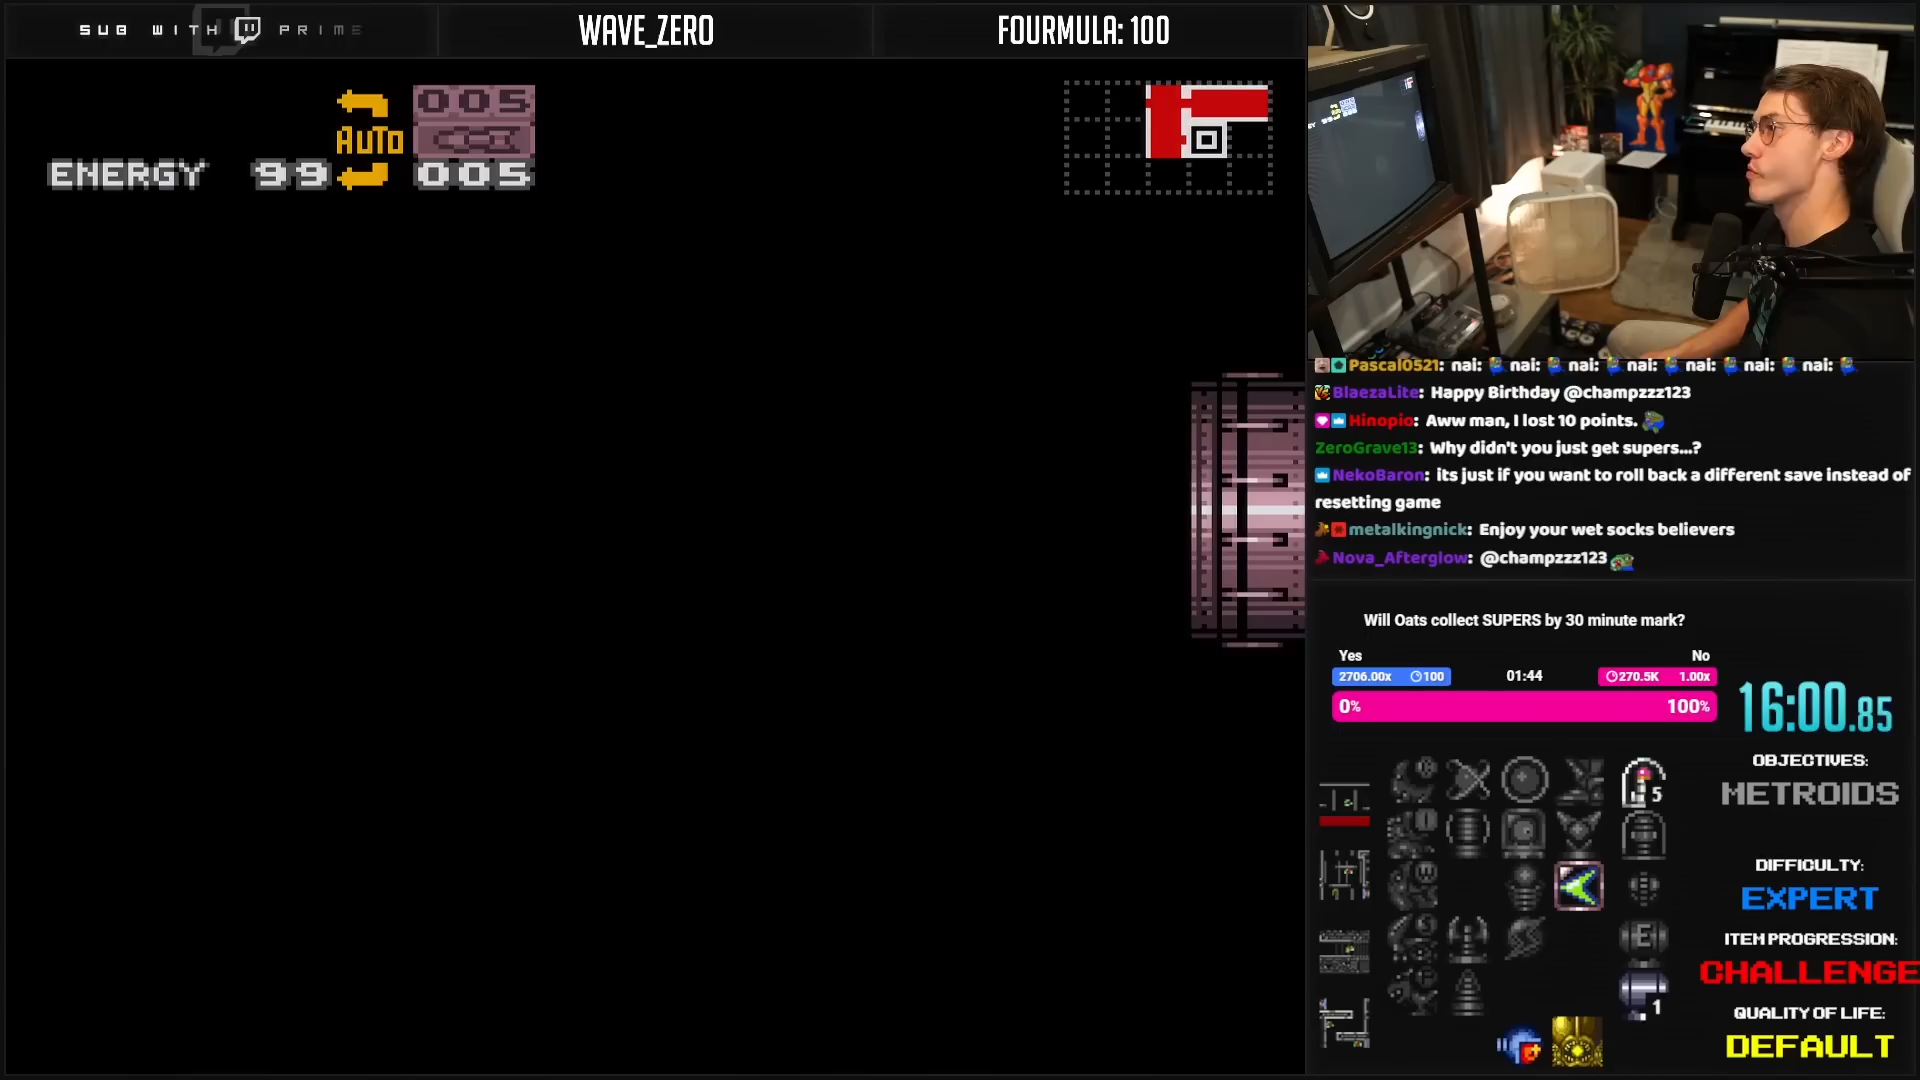 SUB WITH PRIME
WAVE_ZERO
FOURMULA: 100
005
AUTO
ENERGY 99
005
Pascal0521: nai: nai: nai: nai: nai: nai: nai:
BlaezaLite: Happy Birthday @champzzz123
Hinopio: Aww man, I lost 10 points.
ZeroGrave13: Why didn't you just get supers...?
NekoBaron: its just if you want to roll back a different save instead of
resetting game
metalkingnick: Enjoy your wet socks believers
Nova_Afterglow: @champzzz123
Will Oats collect SUPERS by 30 minute mark?
Yes No
2706.00x 100 01:44 270.5K 1.00x
0% 100%
16:00.85
OBJECTIVES:
METROIDS
5
DIFFICULTY:
EXPERT
E
ITEM PROGRESSION:
CHALLENGE
1
QUALITY OF LIFE:
DEFAULT